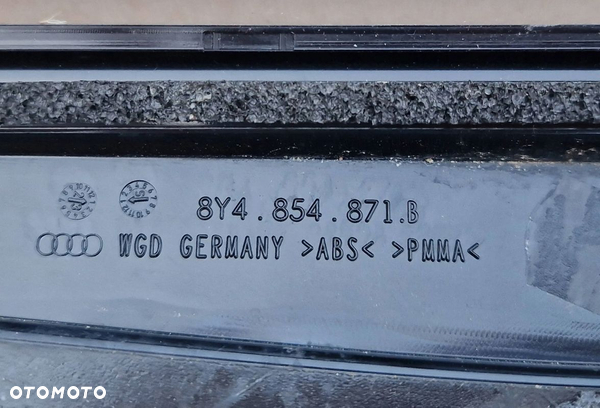 8Y4.854.871.B
WGD GERMANY >ABS< >PMMA<
OTOMOTO